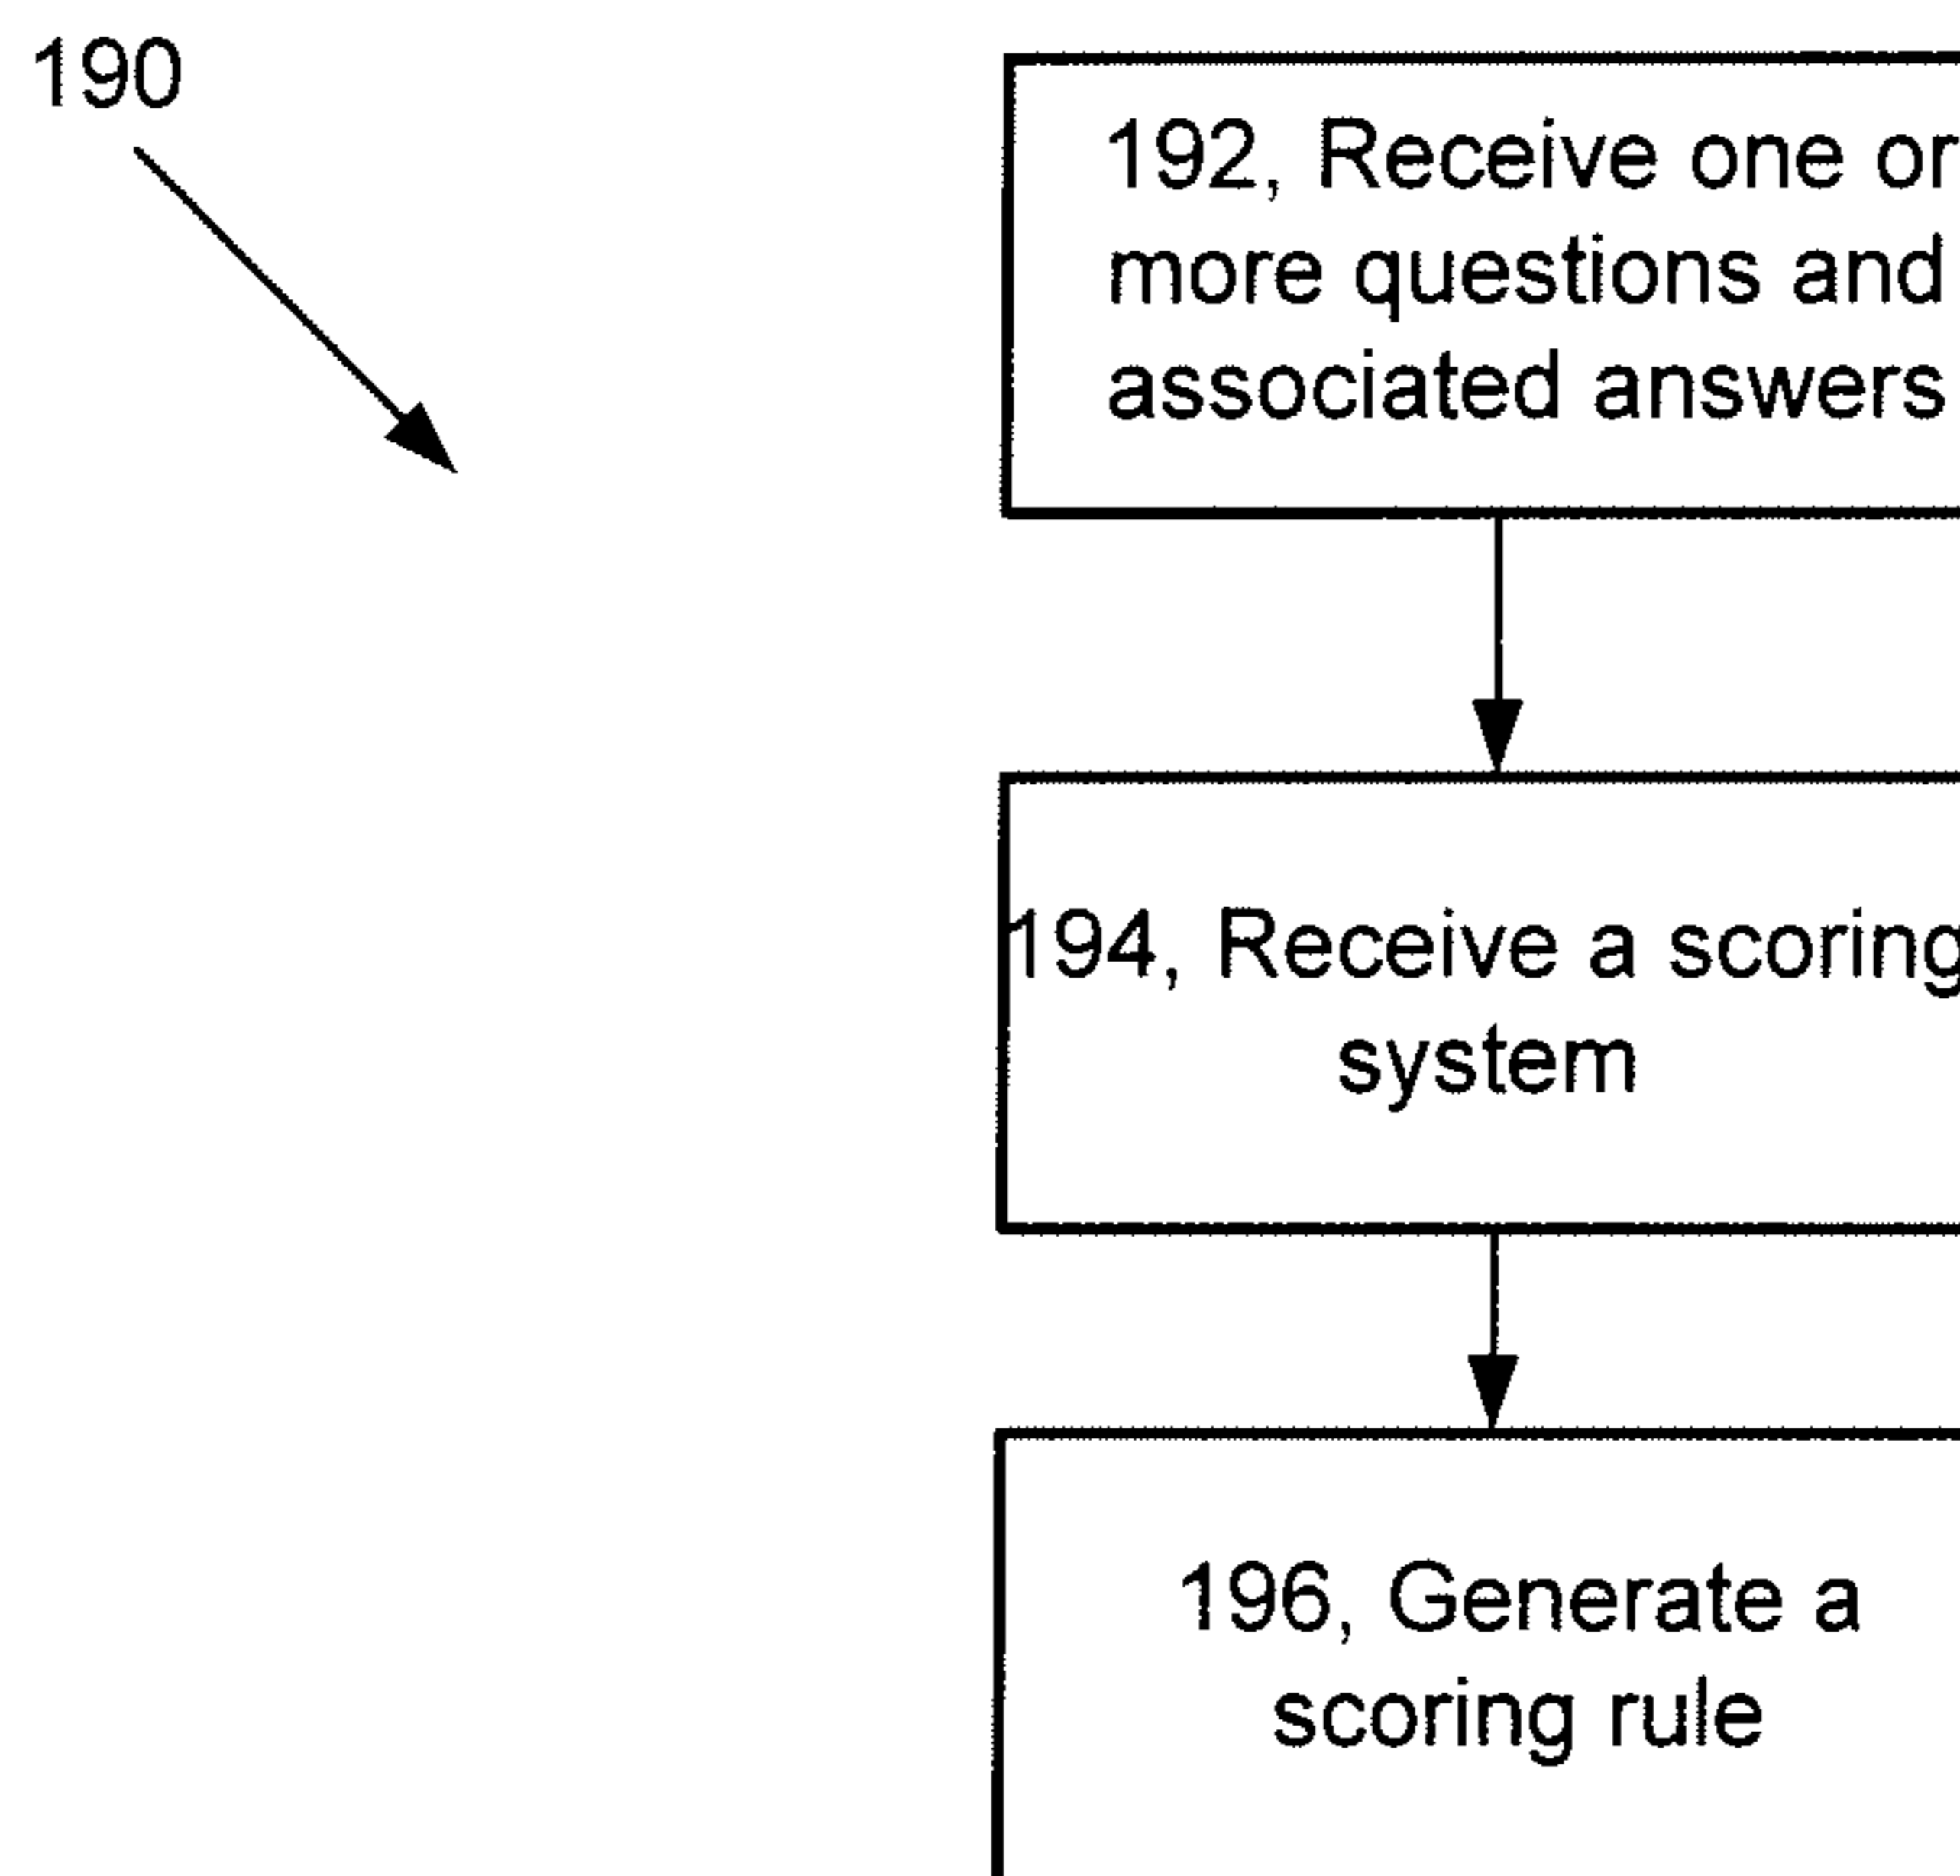 190
192, Receive one or
more questions and
associated answers
194, Receive a scoring
system
196, Generate a
scoring rule